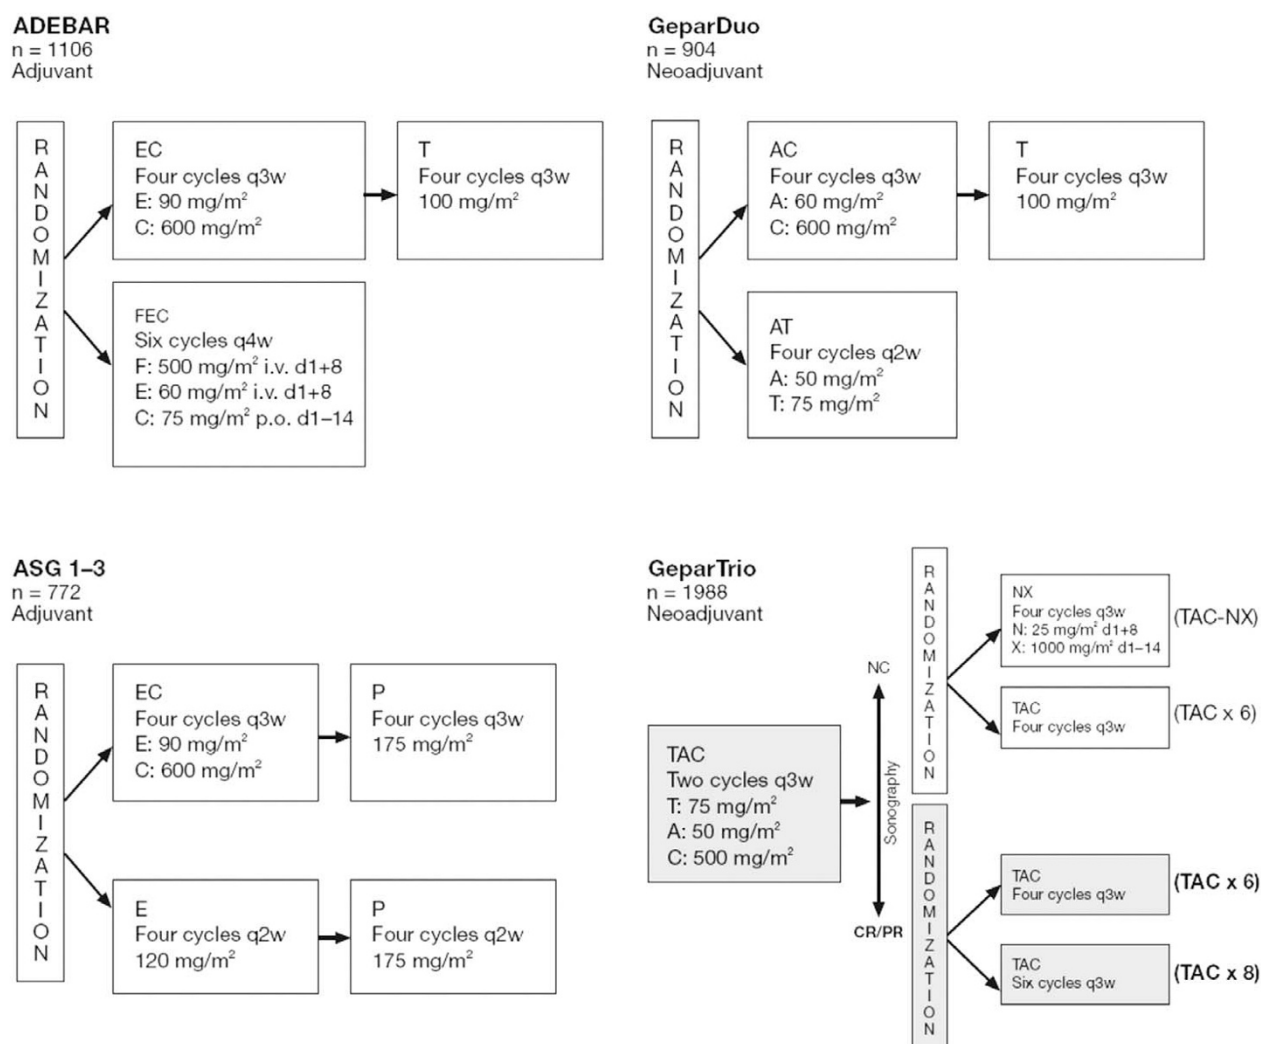 ADEBAR
n = 1106
Adjuvant
RANDOMIZATION
EC
Four cycles q3w
E: 90 mg/m²
C: 600 mg/m²
T
Four cycles q3w
100 mg/m²
FEC
Six cycles q4w
F: 500 mg/m² i.v. d1+8
E: 60 mg/m² i.v. d1+8
C: 75 mg/m² p.o. d1–14
GeparDuo
n = 904
Neoadjuvant
RANDOMIZATION
AC
Four cycles q3w
A: 60 mg/m²
C: 600 mg/m²
T
Four cycles q3w
100 mg/m²
AT
Four cycles q2w
A: 50 mg/m²
T: 75 mg/m²
ASG 1–3
n = 772
Adjuvant
RANDOMIZATION
EC
Four cycles q3w
E: 90 mg/m²
C: 600 mg/m²
P
Four cycles q3w
175 mg/m²
E
Four cycles q2w
120 mg/m²
P
Four cycles q2w
175 mg/m²
GeparTrio
n = 1988
Neoadjuvant
TAC
Two cycles q3w
T: 75 mg/m²
A: 50 mg/m²
C: 500 mg/m²
NC
Sonography
CR/PR
RANDOMIZATION
NX
Four cycles q3w
N: 25 mg/m² d1+8
X: 1000 mg/m² d1–14
(TAC-NX)
TAC
Four cycles q3w
(TAC x 6)
RANDOMIZATION
TAC
Four cycles q3w
(TAC x 6)
TAC
Six cycles q3w
(TAC x 8)